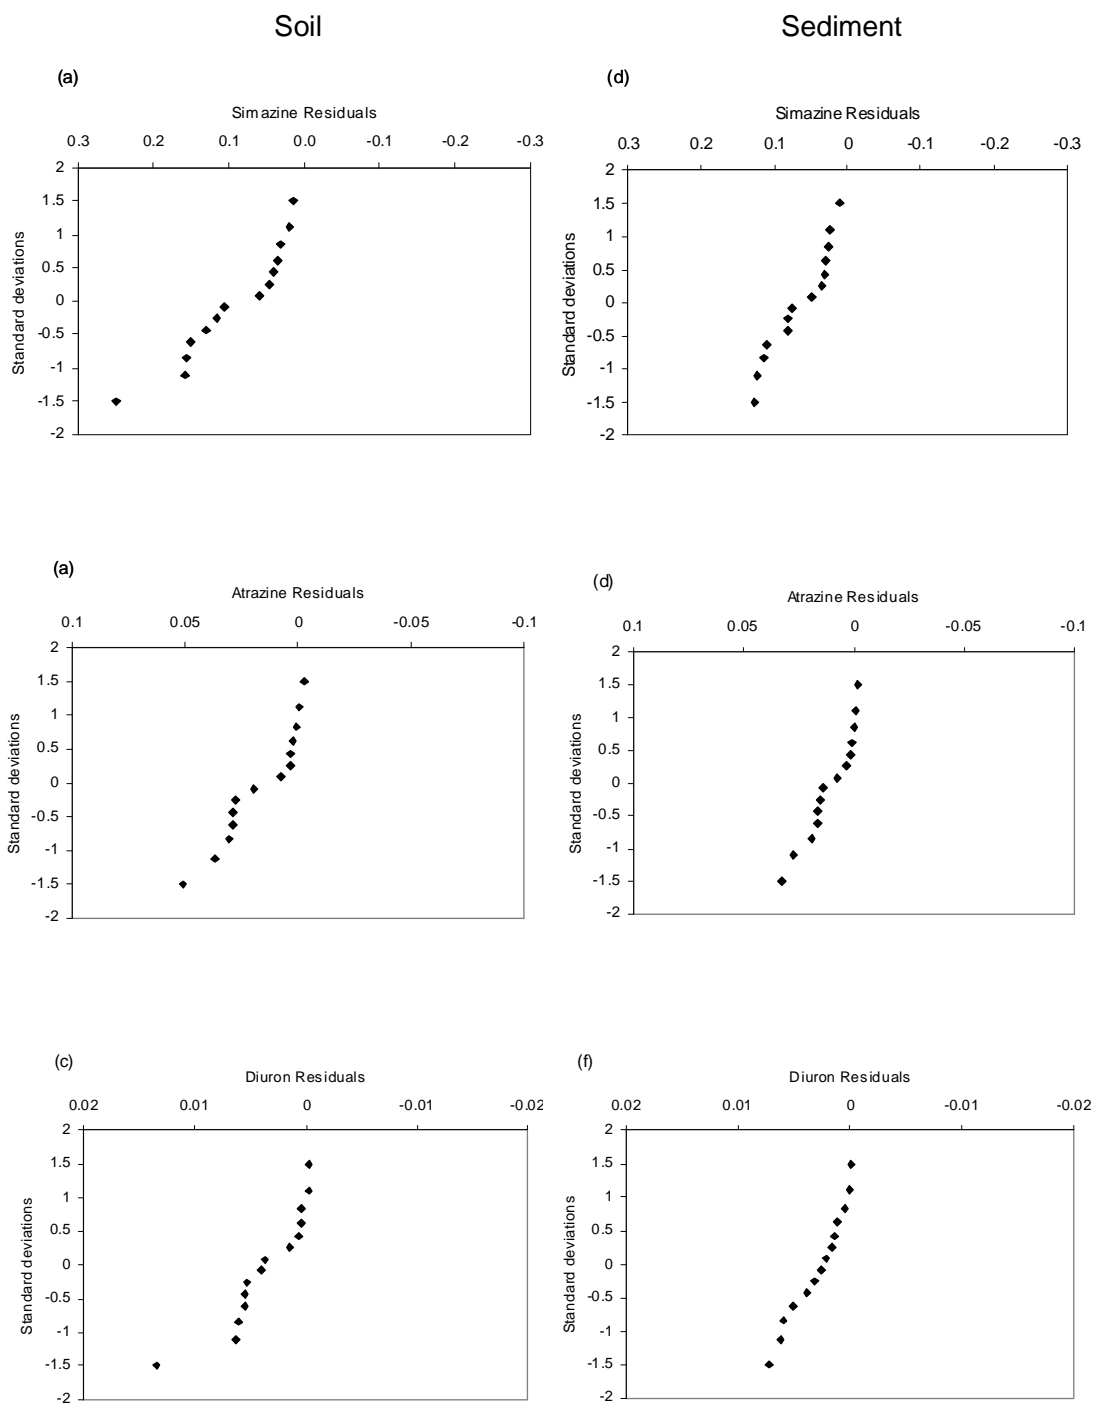 Soil
Sediment
(a)
(d)
Simazine Residuals
Simazine Residuals
0.3 0.2 0.1 0.0 -0.1 -0.2 -0.3
0.3 0.2 0.1 0 -0.1 -0.2 -0.3
Standard deviations
2
1.5
1
0.5
0
-0.5
-1
-1.5
-2
Standard deviations
2
1.5
1
0.5
0
-0.5
-1
-1.5
-2
(a)
(d)
Atrazine Residuals
Atrazine Residuals
0.1 0.05 0 -0.05 -0.1
0.1 0.05 0 -0.05 -0.1
Standard deviations
2
1.5
1
0.5
0
-0.5
-1
-1.5
-2
Standard deviations
2
1.5
1
0.5
0
-0.5
-1
-1.5
-2
(c)
(f)
Diuron Residuals
Diuron Residuals
0.02 0.01 0 -0.01 -0.02
0.02 0.01 0 -0.01 -0.02
Standard deviations
2
1.5
1
0.5
0
-0.5
-1
-1.5
-2
Standard deviations
2
1.5
1
0.5
0
-0.5
-1
-1.5
-2